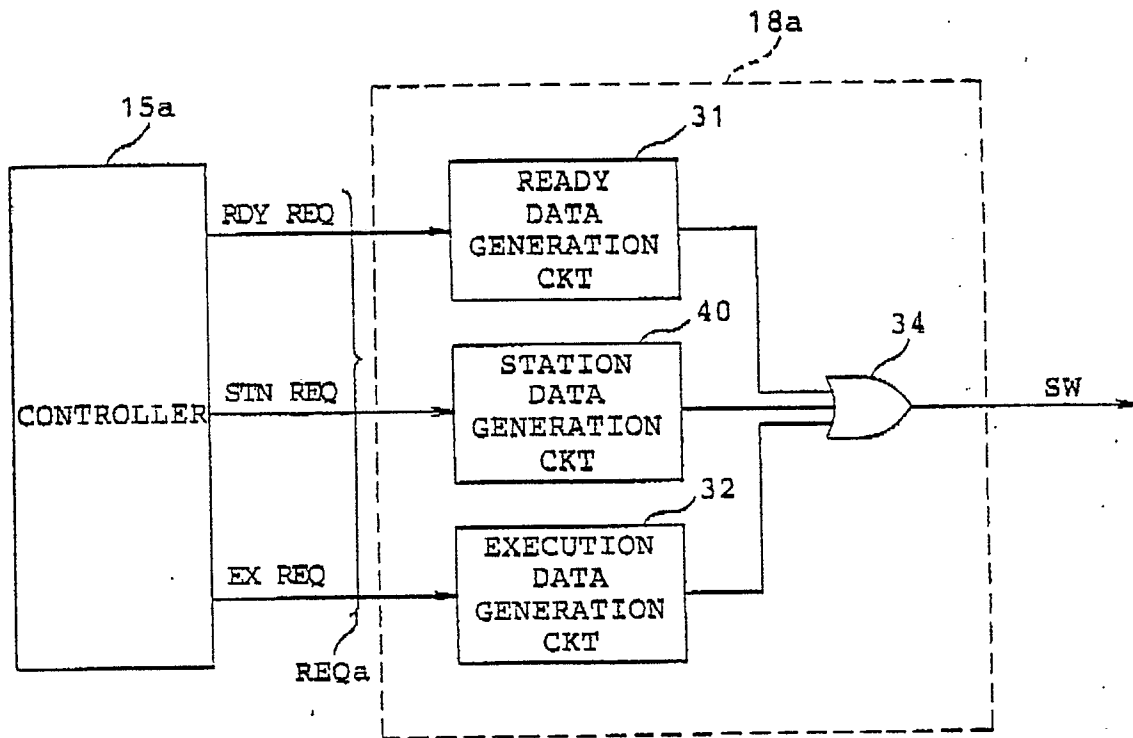 18a
15a
31
READY
DATA
GENERATION
CKT
RDY REQ
40
STATION
DATA
GENERATION
CKT
34
SW
STN REQ
CONTROLLER
32
EXECUTION
DATA
GENERATION
CKT
EX REQ
REQa